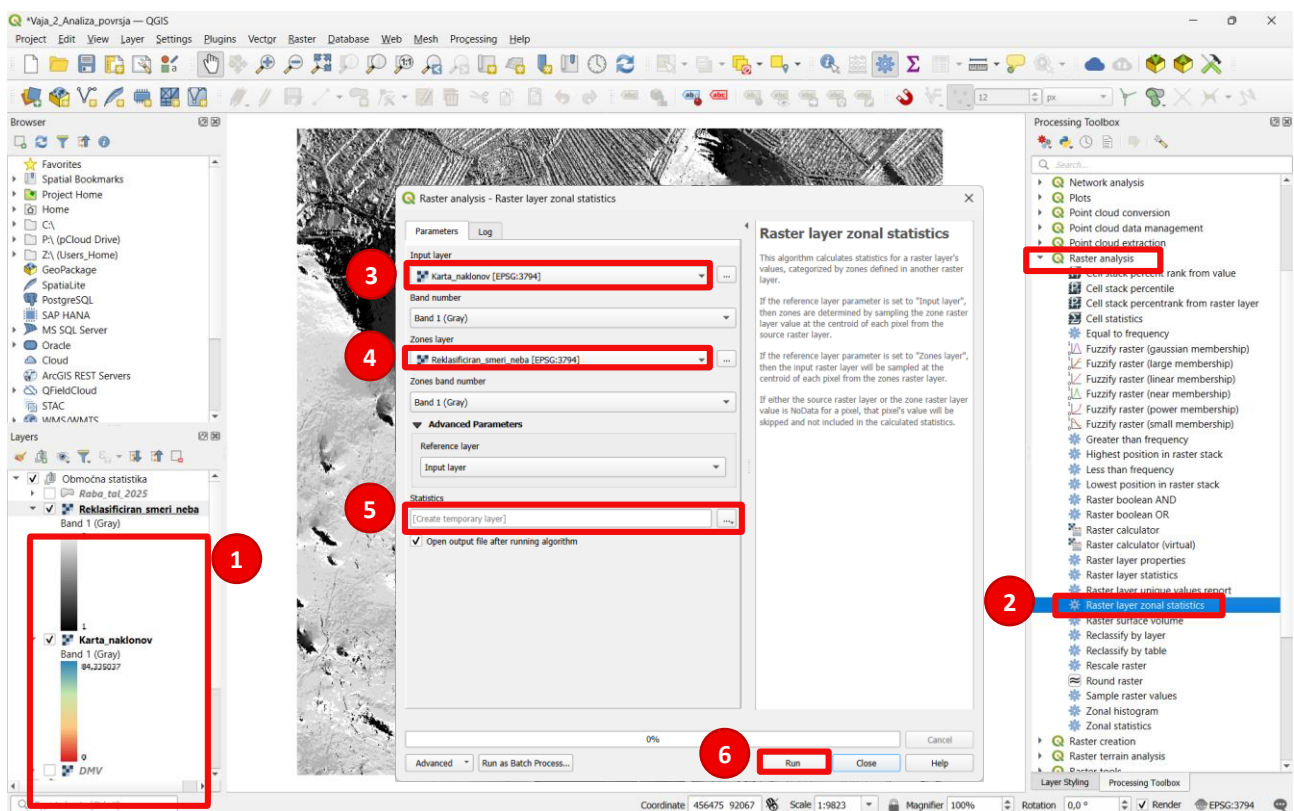 *Vaja_2_Analiza_povrsja — QGIS
Project Edit View Layer Settings Plugins Vector Raster Database Web Mesh Processing Help
12
px
Browser
Favorites
Spatial Bookmarks
Project Home
Home
C:\
P:\ (pCloud Drive)
Z:\ (Users_Home)
GeoPackage
SpatiaLite
PostgreSQL
SAP HANA
MS SQL Server
Oracle
Cloud
ArcGIS REST Servers
QFieldCloud
STAC
WMS/WMTS
Layers
Območna statistika
Raba_tal_2025
Reklasificiran_smeri_neba
Band 1 (Gray)
1
1
Karta_naklonov
Band 1 (Gray)
84,335037
0
DMV
Raster analysis - Raster layer zonal statistics
Parameters Log
Input layer
3
Karta_naklonov [EPSG:3794]
...
Band number
Band 1 (Gray)
Zones layer
4
Reklasificiran_smeri_neba [EPSG:3794]
...
Zones band number
Band 1 (Gray)
Advanced Parameters
Reference layer
Input layer
Statistics
5
[Create temporary layer]
...
Open output file after running algorithm
Raster layer zonal statistics
This algorithm calculates statistics for a raster layer's
values, categorized by zones defined in another raster
layer.
If the reference layer parameter is set to "Input layer",
then zones are determined by sampling the zone raster
layer value at the centroid of each pixel from the
source raster layer.
If the reference layer parameter is set to "Zones layer",
then the input raster layer will be sampled at the
centroid of each pixel from the zones raster layer.
If either the source raster layer or the zone raster layer
value is NoData for a pixel, that pixel's value will be
skipped and not included in the calculated statistics.
0%
Cancel
6
Advanced
Run as Batch Process...
Run
Close
Help
Processing Toolbox
Search...
Network analysis
Plots
Point cloud conversion
Point cloud data management
Point cloud extraction
Raster analysis
Cell stack percent rank from value
Cell stack percentile
Cell stack percentrank from raster layer
Cell statistics
Equal to frequency
Fuzzify raster (gaussian membership)
Fuzzify raster (large membership)
Fuzzify raster (linear membership)
Fuzzify raster (near membership)
Fuzzify raster (power membership)
Fuzzify raster (small membership)
Greater than frequency
Highest position in raster stack
Less than frequency
Lowest position in raster stack
Raster boolean AND
Raster boolean OR
Raster calculator
Raster calculator (virtual)
Raster layer properties
Raster layer statistics
Raster layer unique values report
2
Raster layer zonal statistics
Raster surface volume
Reclassify by layer
Reclassify by table
Rescale raster
Round raster
Sample raster values
Zonal histogram
Zonal statistics
Raster creation
Raster terrain analysis
Raster tools
Layer Styling Processing Toolbox
Coordinate 456475 92067 Scale 1:9823 Magnifier 100% Rotation 0,0 ° Render EPSG:3794